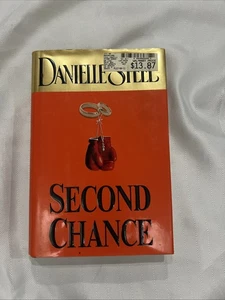 DANIELLE STEEL
$13.87
SECOND
CHANCE